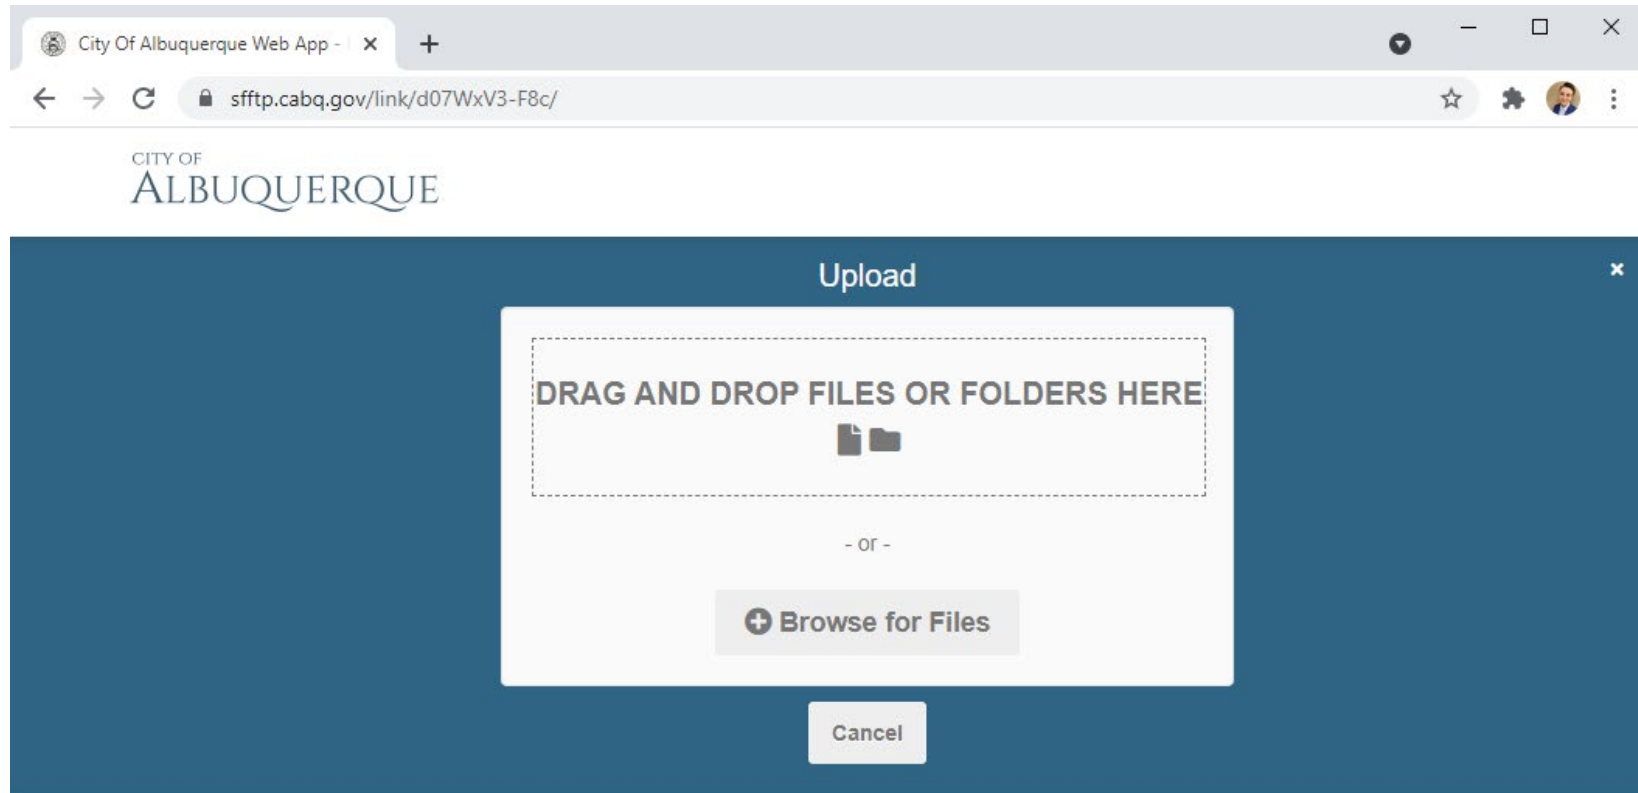 City Of Albuquerque Web App -
sfftp.cabq.gov/link/d07WxV3-F8c/
CITY OF
ALBUQUERQUE
Upload
DRAG AND DROP FILES OR FOLDERS HERE
- or -
Browse for Files
Cancel